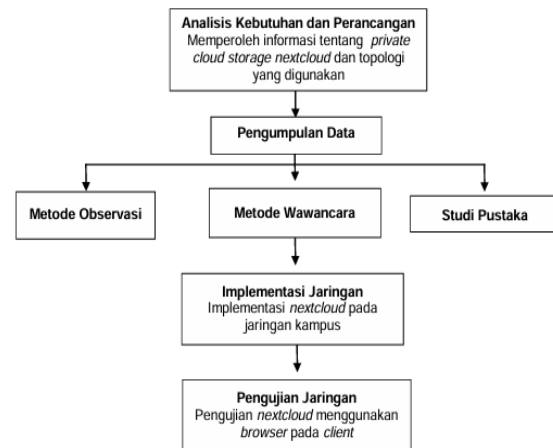 Analisis Kebutuhan dan Perancangan
Memperoleh informasi tentang private
cloud storage nextcloud dan topologi
yang digunakan
Pengumpulan Data
Metode Observasi
Metode Wawancara
Studi Pustaka
Implementasi Jaringan
Implementasi nextcloud pada
jaringan kampus
Pengujian Jaringan
Pengujian nextcloud menggunakan
browser pada client